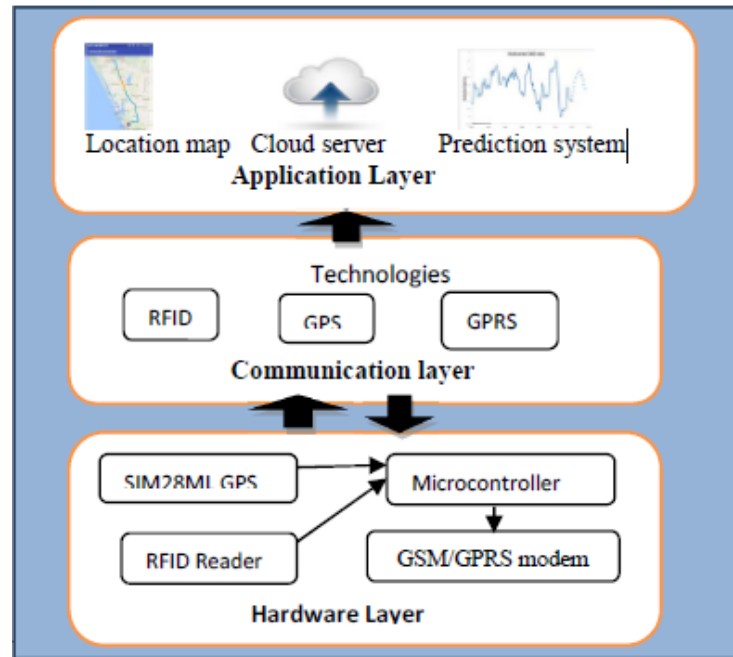 Location map Cloud server Prediction system
Application Layer
Technologies
RFID GPS GPRS
Communication layer
SIM28ML GPS Microcontroller
RFID Reader GSM/GPRS modem
Hardware Layer